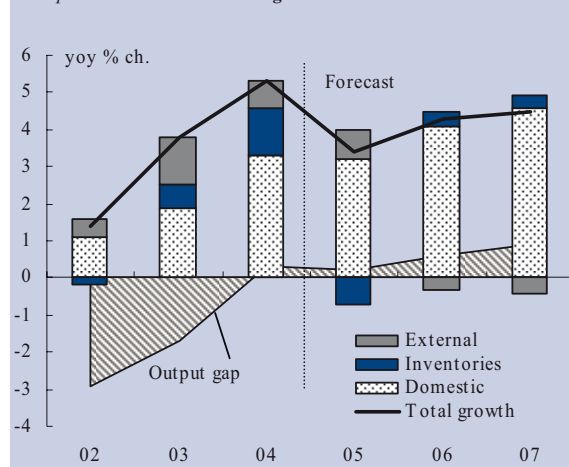 6 yoy % ch.
Forecast
5
4
3
2
1
0
-1
External
-2
Inventories
Output gap
Domestic
-3
Total growth
-4
02 03 04 05 06 07